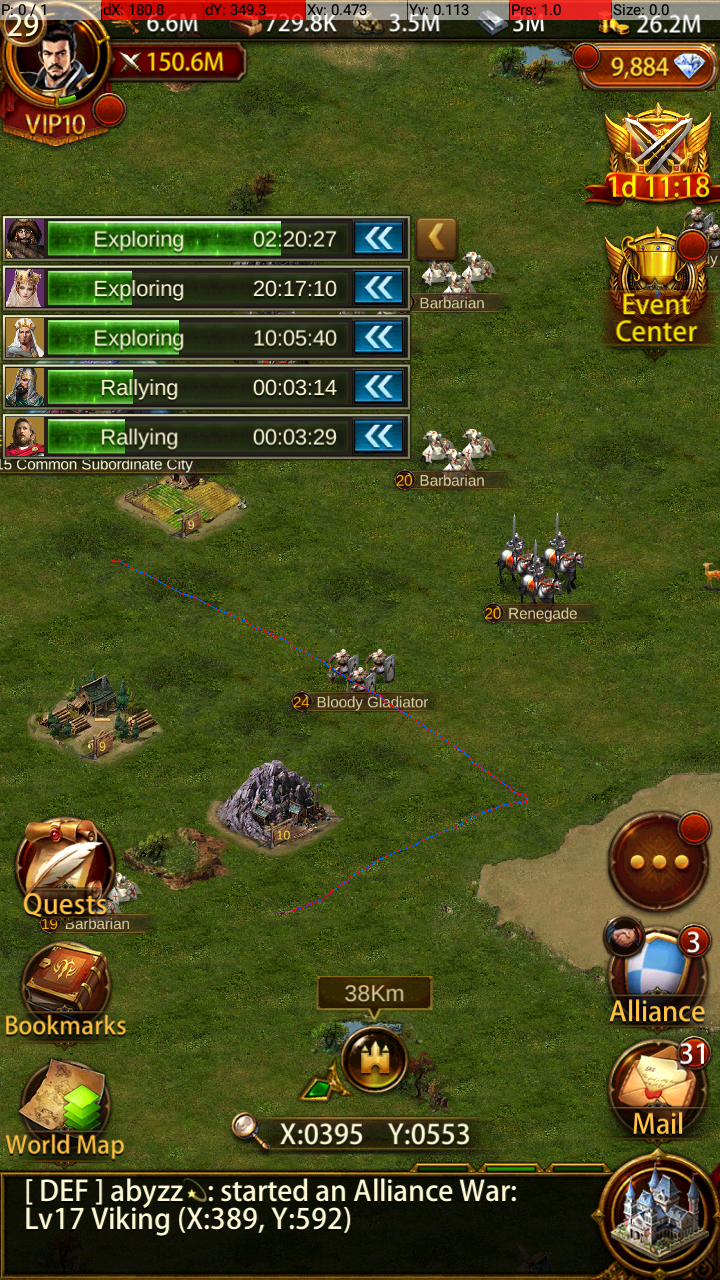 P: 0 / 1
dX: 180.8
dY: 349.3
Xv: 0.473
Yv: 0.113
Prs: 1.0
Size: 0.0
29
6.6M
729.8K
3.5M
3M
26.2M
150.6M
9,884
VIP10
1d 11:18
Exploring 02:20:27
Exploring 20:17:10
Exploring 10:05:40
Rallying 00:03:14
Rallying 00:03:29
Event
Center
Barbarian
15 Common Subordinate City
20 Barbarian
9
20 Renegade
24 Bloody Gladiator
9
10
Quests
19 Barbarian
3
Alliance
Bookmarks
38Km
31
Mail
World Map
X:0395 Y:0553
[ DEF ] abyzz : started an Alliance War:
Lv17 Viking (X:389, Y:592)